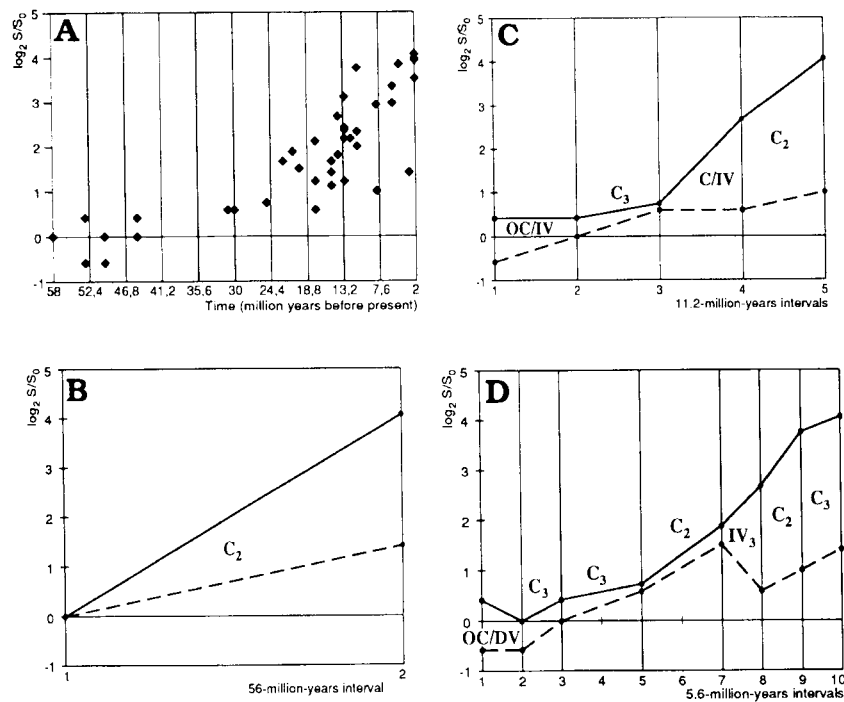 A
log₂ S/S₀
5
4
3
2
1
0
-1
58 52,4 46,8 41,2 35,6 30 24,4 18,8 13,2 7,6 2
Time (million years before present)
C
log₂ S/S₀
5
4
3
2
1
0
-1
OC/IV
C₃
C/IV
C₂
1 2 3 4 5
11.2-million-years intervals
B
log₂ S/S₀
5
4
3
2
1
0
-1
C₂
1 2
56-million-years interval
D
log₂ S/S₀
5
4
3
2
1
0
-1
OC/DV
C₃
C₃
C₂
IV₃
C₂
C₃
1 2 3 4 5 6 7 8 9 10
5.6-million-years intervals